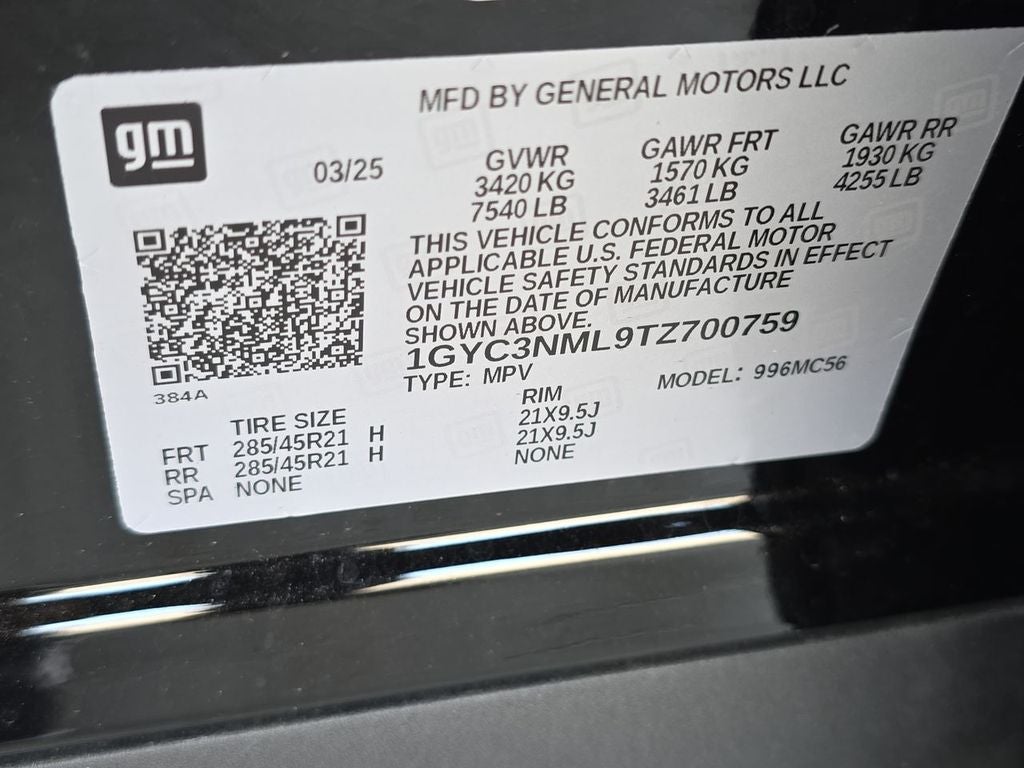 gm
MFD BY GENERAL MOTORS LLC
03/25
GVWR GAWR FRT GAWR RR
3420 KG 1570 KG 1930 KG
7540 LB 3461 LB 4255 LB
THIS VEHICLE CONFORMS TO ALL
APPLICABLE U.S. FEDERAL MOTOR
VEHICLE SAFETY STANDARDS IN EFFECT
ON THE DATE OF MANUFACTURE
SHOWN ABOVE.
1GYC3NML9TZ700759
TYPE: MPV MODEL: 996MC56
384A
TIRE SIZE RIM
FRT 285/45R21 H 21X9.5J
RR 285/45R21 H 21X9.5J
SPA NONE NONE